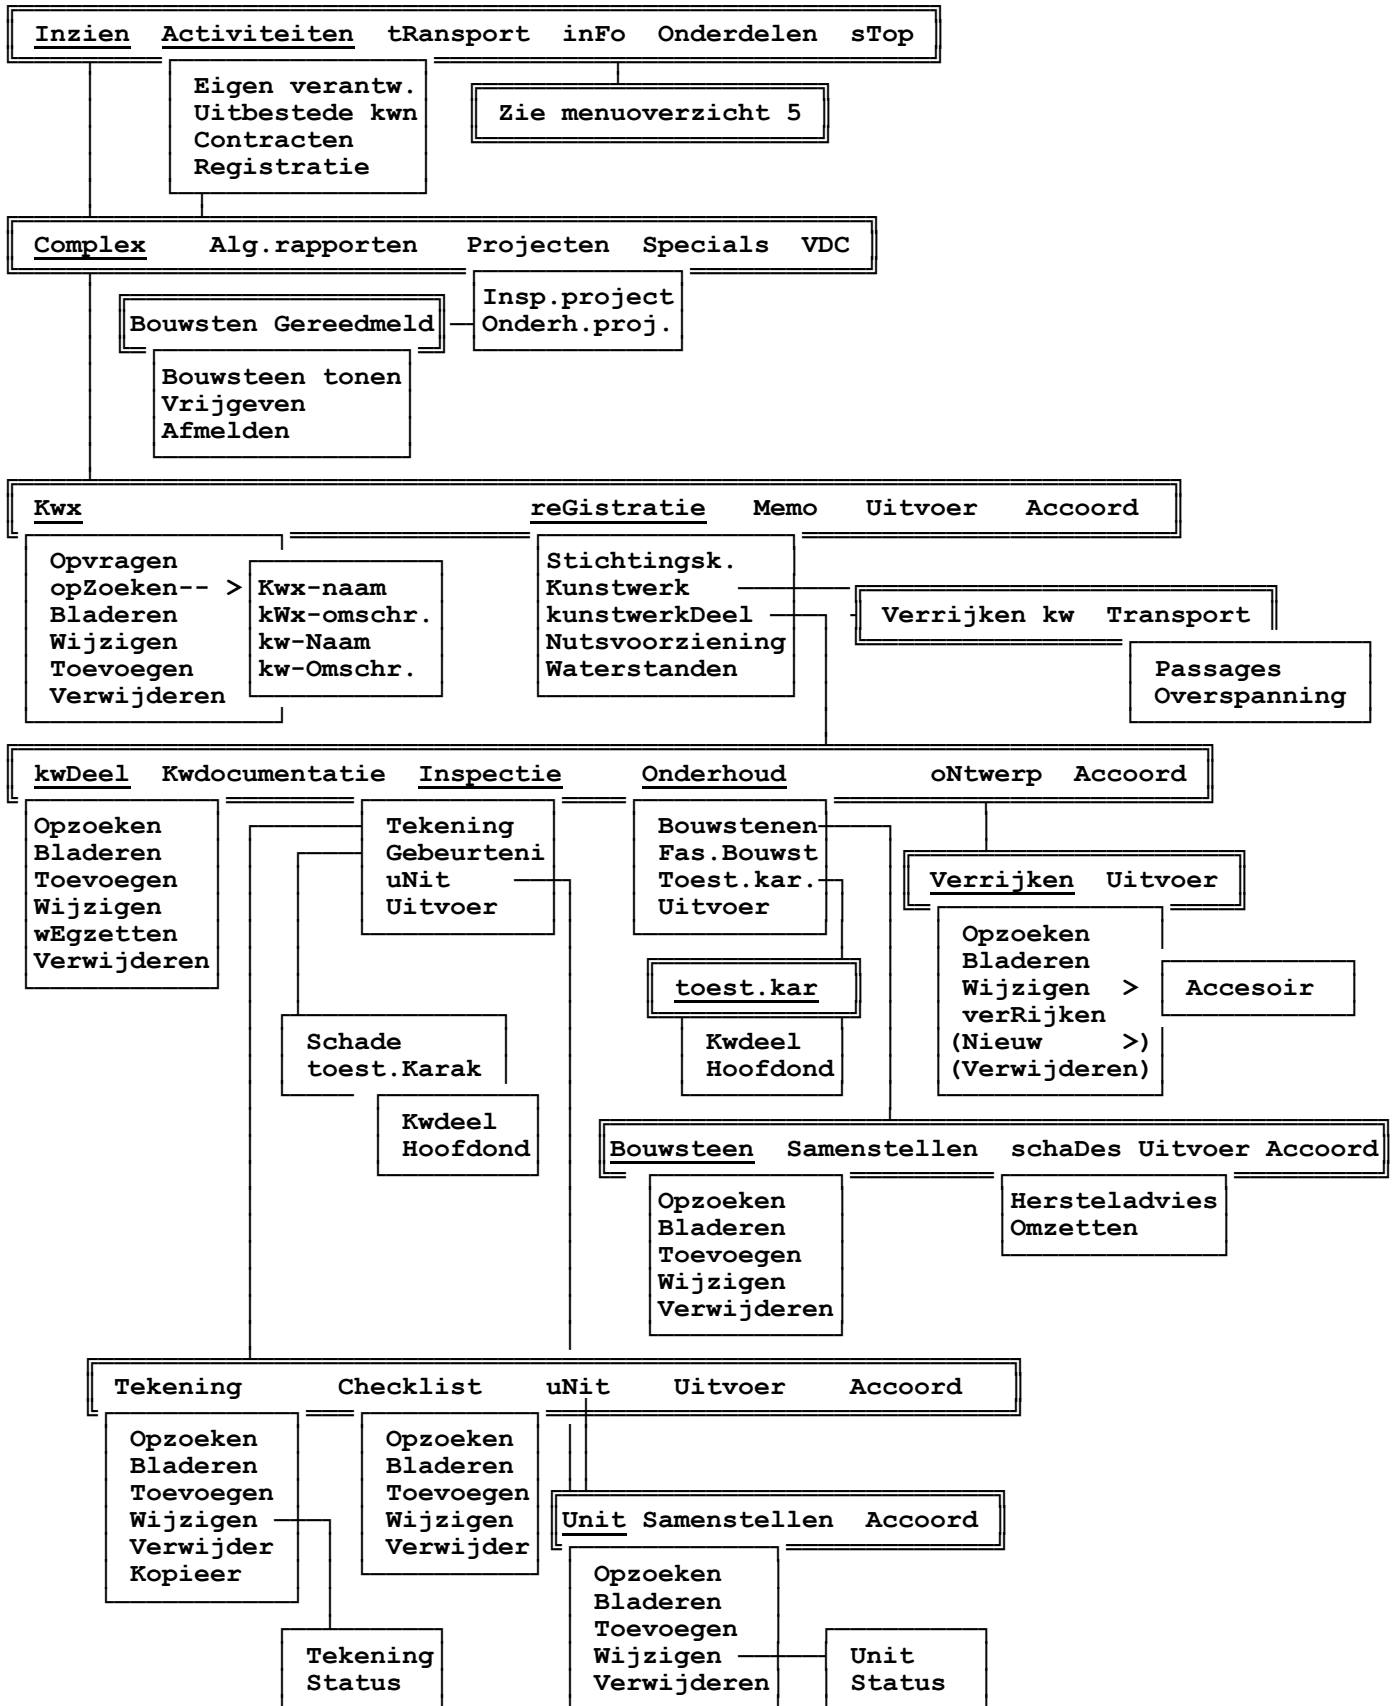 Inzien Activiteiten tRansport inFo Onderdelen sTop
Eigen verantw.
Uitbestede kwn
Contracten
Registratie
Zie menuoverzicht 5
Complex Alg.rapporten Projecten Specials VDC
Insp.project
Onderh.proj.
Bouwsten Gereedmeld
Bouwsteen tonen
Vrijgeven
Afmelden
Kwx reGistratie Memo Uitvoer Accoord
Opvragen
opZoeken-- >
Bladeren
Wijzigen
Toevoegen
Verwijderen
Kwx-naam
kWx-omschr.
kw-Naam
kw-Omschr.
Stichtingsk.
Kunstwerk
kunstwerkDeel
Nutsvoorziening
Waterstanden
Verrijken kw Transport
Passages
Overspanning
kwDeel Kwdocumentatie Inspectie Onderhoud oNtwerp Accoord
Opzoeken
Bladeren
Toevoegen
Wijzigen
wEgzetten
Verwijderen
Tekening
Gebeurteni
uNit
Uitvoer
Bouwstenen
Fas.Bouwst
Toest.kar.
Uitvoer
Verrijken Uitvoer
Opzoeken
Bladeren
Wijzigen >
verRijken
(Nieuw >)
(Verwijderen)
Accesoir
toest.kar
Kwdeel
Hoofdond
Schade
toest.Karak
Kwdeel
Hoofdond
Bouwsteen Samenstellen schaDes Uitvoer Accoord
Opzoeken
Bladeren
Toevoegen
Wijzigen
Verwijderen
Hersteladvies
Omzetten
Tekening Checklist uNit Uitvoer Accoord
Opzoeken
Bladeren
Toevoegen
Wijzigen
Verwijder
Kopieer
Opzoeken
Bladeren
Toevoegen
Wijzigen
Verwijder
Unit Samenstellen Accoord
Opzoeken
Bladeren
Toevoegen
Wijzigen
Verwijderen
Tekening
Status
Unit
Status